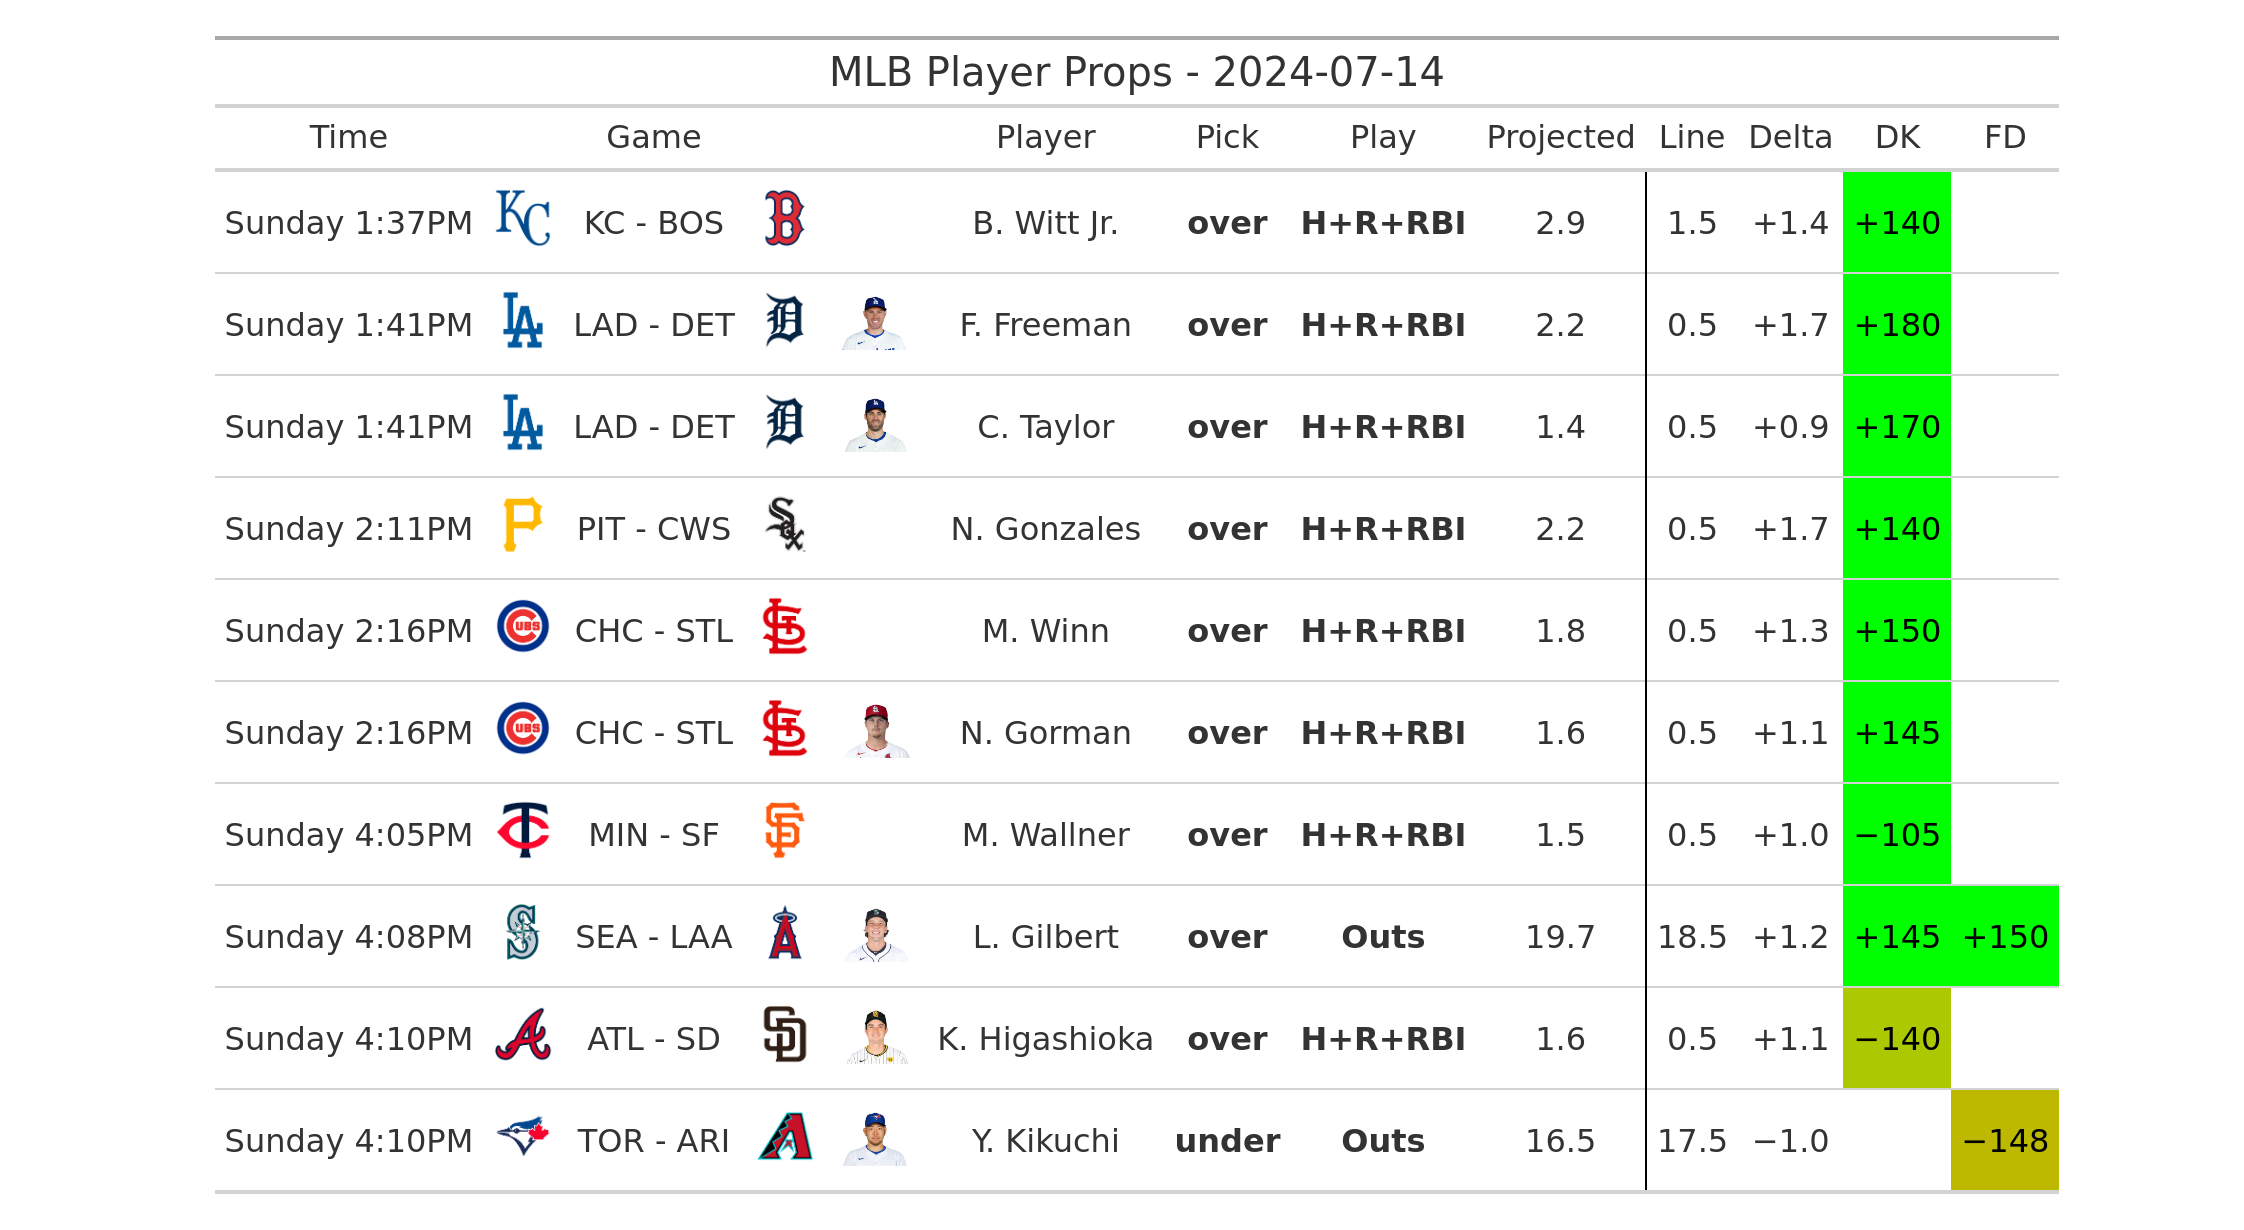 MLB Player Props - 2024-07-14
Time Game Player Pick Play Projected Line Delta DK FD
Sunday 1:37PM KC - BOS B. Witt Jr. over H+R+RBI 2.9 1.5 +1.4 +140
Sunday 1:41PM LAD - DET F. Freeman over H+R+RBI 2.2 0.5 +1.7 +180
Sunday 1:41PM LAD - DET C. Taylor over H+R+RBI 1.4 0.5 +0.9 +170
Sunday 2:11PM PIT - CWS N. Gonzales over H+R+RBI 2.2 0.5 +1.7 +140
Sunday 2:16PM CHC - STL M. Winn over H+R+RBI 1.8 0.5 +1.3 +150
Sunday 2:16PM CHC - STL N. Gorman over H+R+RBI 1.6 0.5 +1.1 +145
Sunday 4:05PM MIN - SF M. Wallner over H+R+RBI 1.5 0.5 +1.0 −105
Sunday 4:08PM SEA - LAA L. Gilbert over Outs 19.7 18.5 +1.2 +145 +150
Sunday 4:10PM ATL - SD K. Higashioka over H+R+RBI 1.6 0.5 +1.1 −140
Sunday 4:10PM TOR - ARI Y. Kikuchi under Outs 16.5 17.5 −1.0 −148